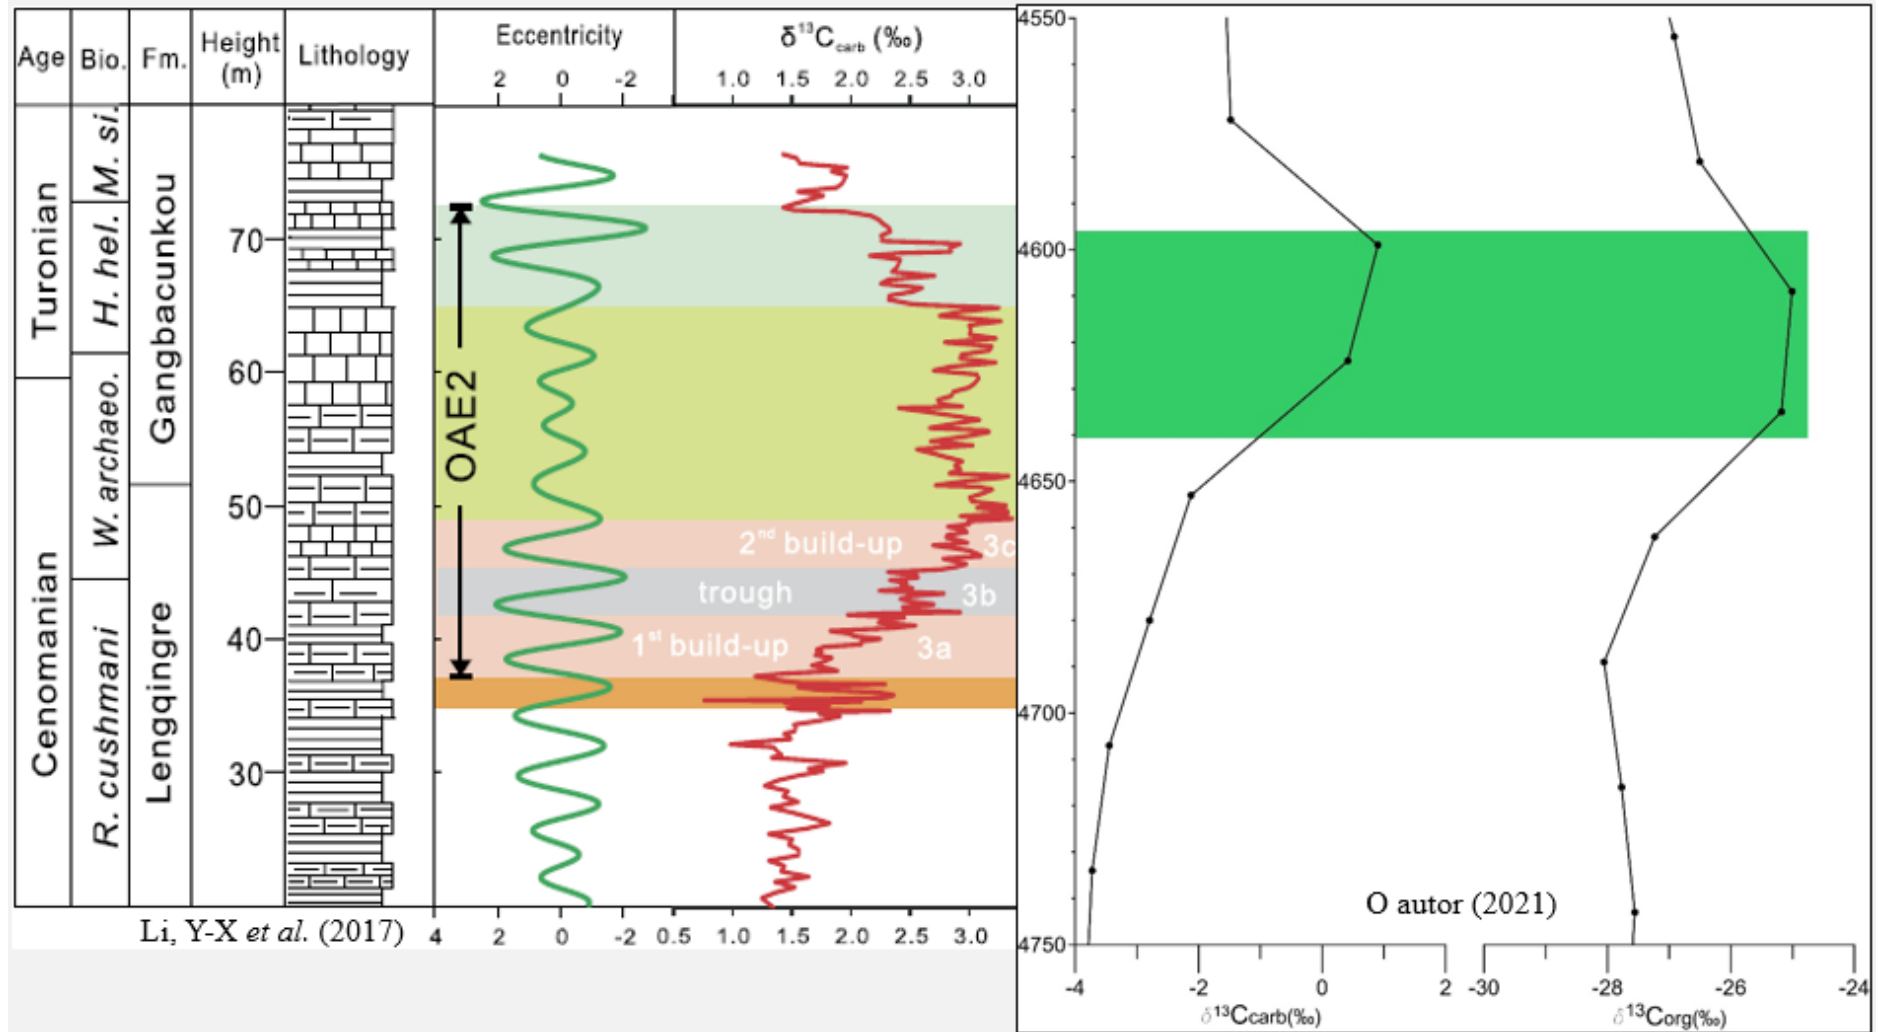 Age Bio. Fm. Height (m) Lithology Eccentricity δ¹³Ccarb (‰)
2 0 -2 1.0 1.5 2.0 2.5 3.0
Turonian
Cenomanian
M. si.
H. hel.
W. archaeo.
R. cushmani
Gangbacunkou
Lengqingre
70
60
50
40
30
OAE2
2nd build-up 3c
trough 3b
1st build-up 3a
4 2 0 -2 0.5 1.0 1.5 2.0 2.5 3.0
Li, Y-X et al. (2017)
4550
4600
4650
4700
4750
O autor (2021)
-4 -2 0 2 -30 -28 -26 -24
δ¹³Ccarb(‰) δ¹³Corg(‰)